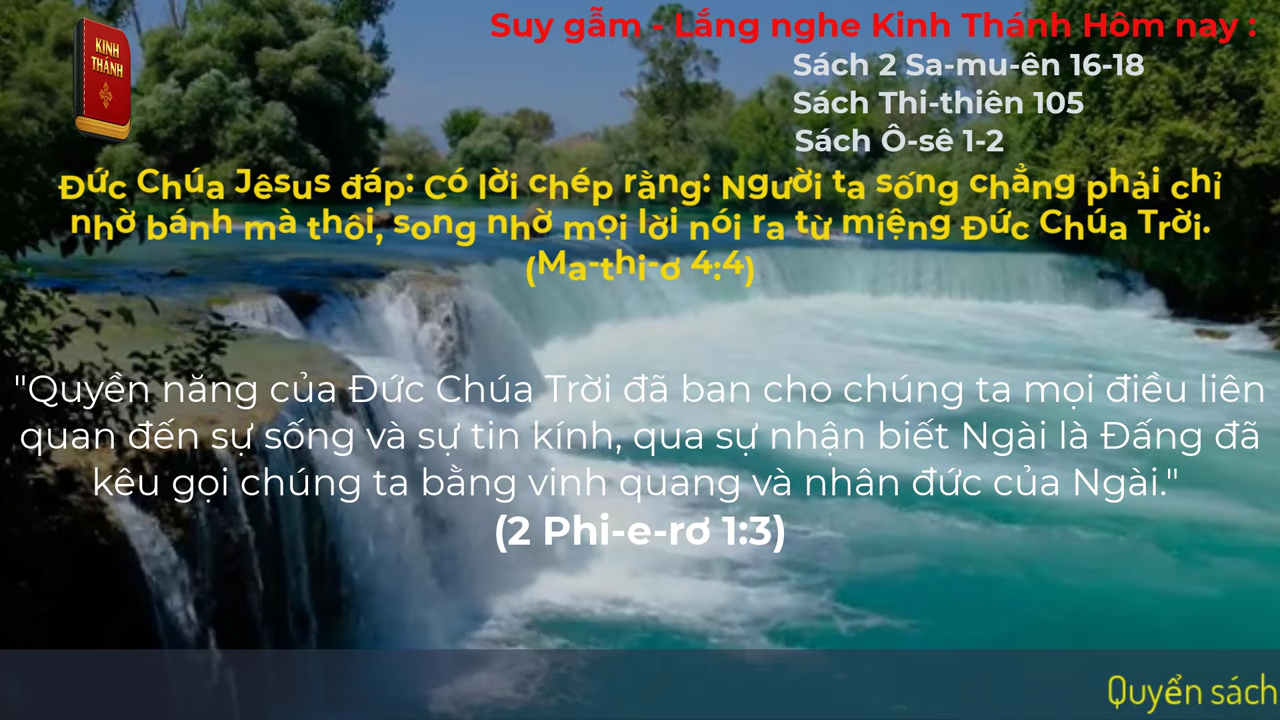 KINH
THÁNH
Suy gẫm - Lắng nghe Kinh Thánh Hôm nay :
Sách 2 Sa-mu-ên 16-18
Sách Thi-thiên 105
Sách Ô-sê 1-2
Đức Chúa Jêsus đáp: Có lời chép rằng: Người ta sống chẳng phải chỉ
nhờ bánh mà thôi, song nhờ mọi lời nói ra từ miệng Đức Chúa Trời.
(Ma-thi-ơ 4:4)
"Quyền năng của Đức Chúa Trời đã ban cho chúng ta mọi điều liên
quan đến sự sống và sự tin kính, qua sự nhận biết Ngài là Đấng đã
kêu gọi chúng ta bằng vinh quang và nhân đức của Ngài."
(2 Phi-e-rơ 1:3)
Quyển sách